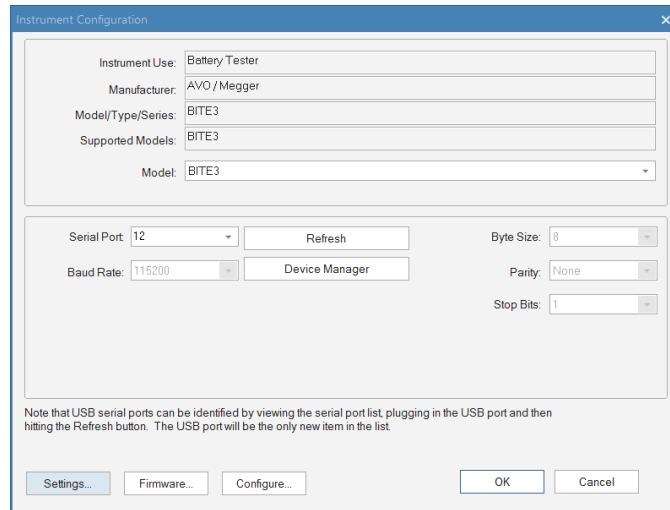 Instrument Configuration
Instrument Use: Battery Tester
Manufacturer: AVO / Megger
Model/Type/Series: BITE3
Supported Models: BITE3
Model: BITE3
Serial Port: 12 Refresh Byte Size: 8
Baud Rate: 115200 Device Manager Parity: None
Stop Bits: 1
Note that USB serial ports can be identified by viewing the serial port list, plugging in the USB port and then
hitting the Refresh button. The USB port will be the only new item in the list.
Settings... Firmware... Configure... OK Cancel